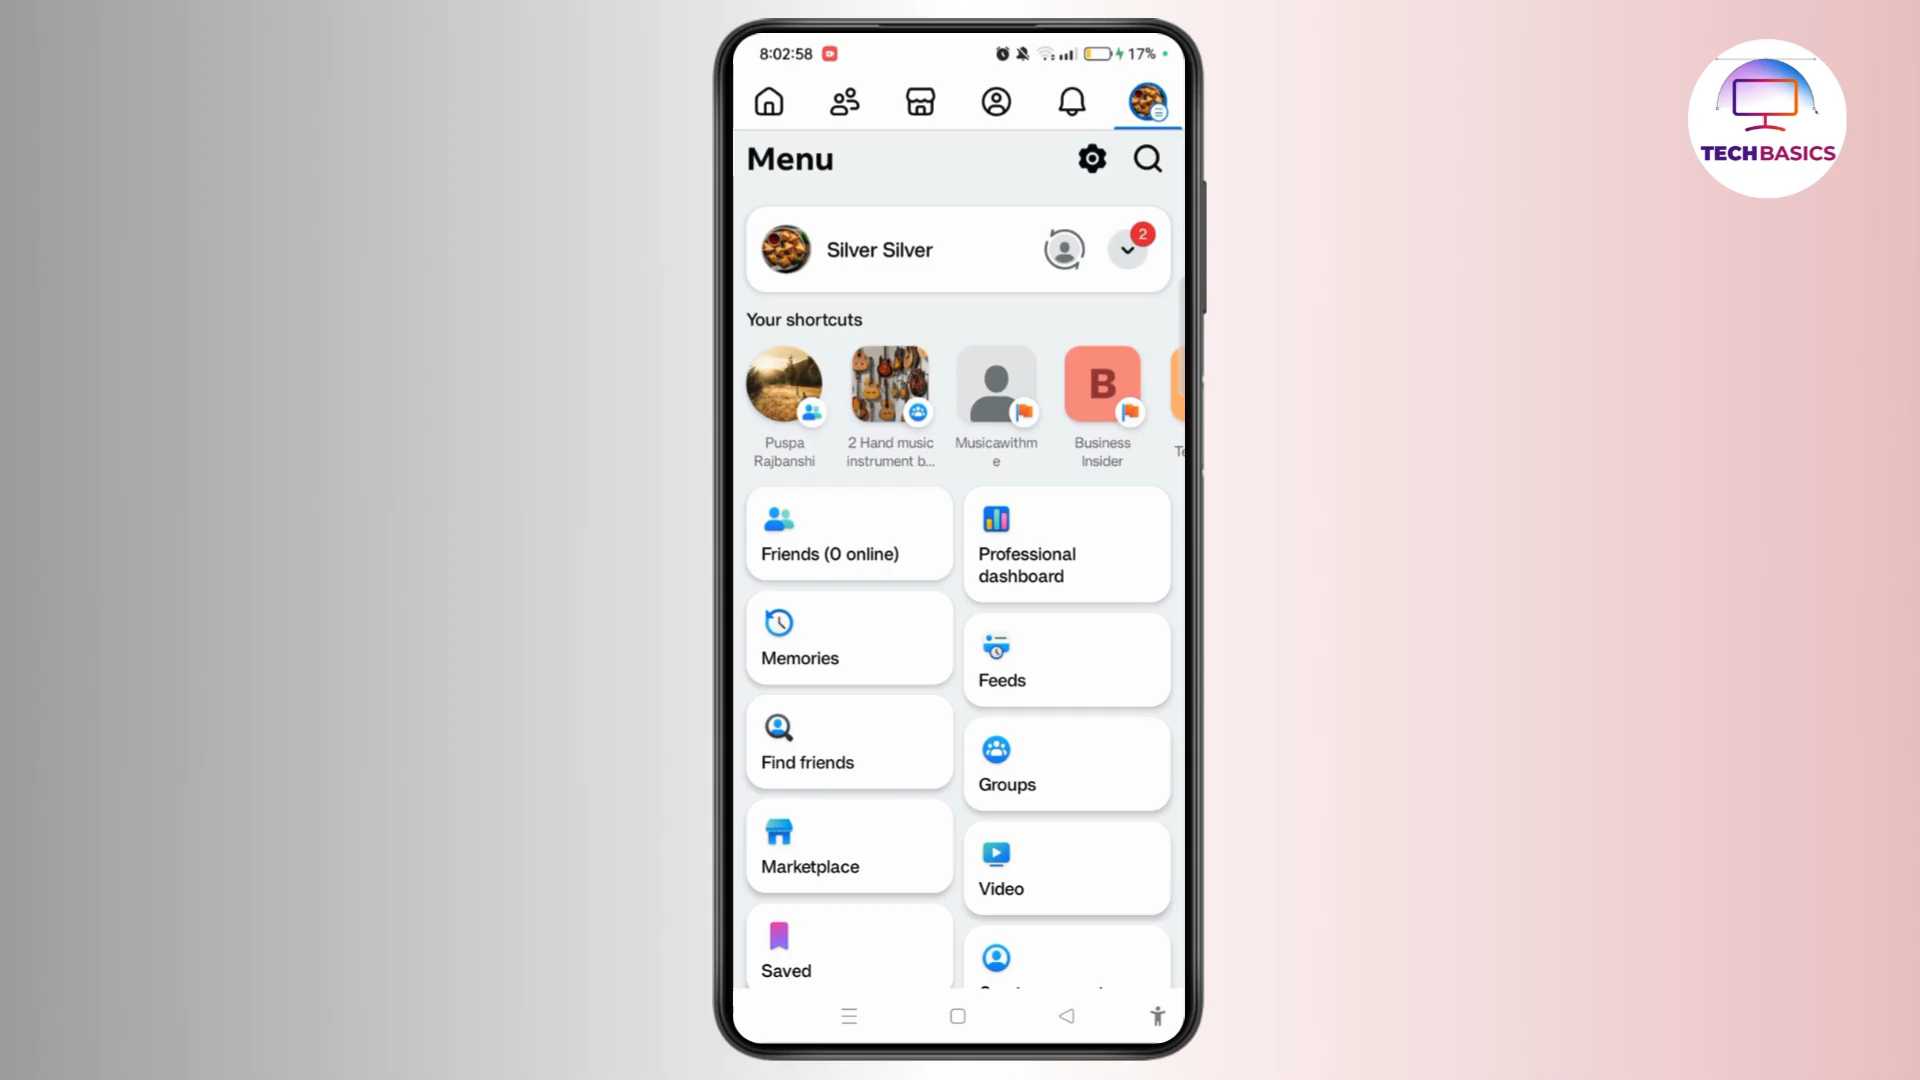 8:02:58
17%
TECHBASICS
Menu
Silver Silver
2
Your shortcuts
B
Puspa
Rajbanshi
2 Hand music
instrument b...
Musicawithm
e
Business
Insider
Friends (0 online)
Professional
dashboard
Memories
Feeds
Find friends
Groups
Marketplace
Video
Saved